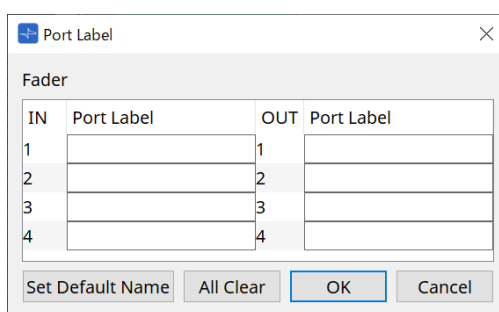 Port Label
Fader
IN Port Label OUT Port Label
1 1
2 2
3 3
4 4
Set Default Name All Clear OK Cancel